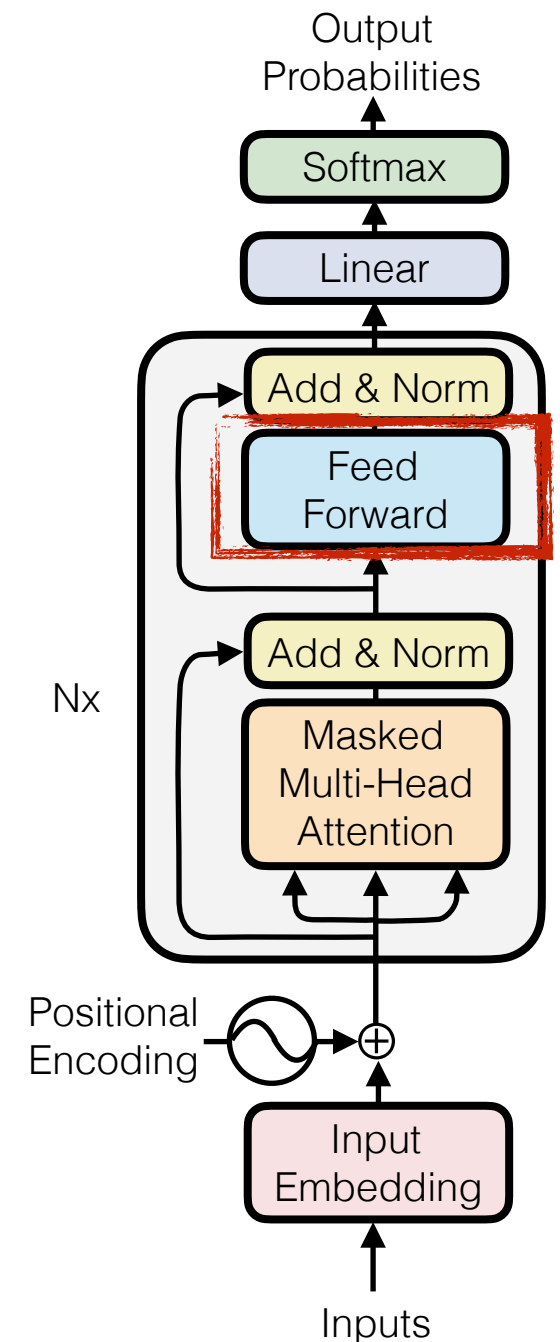 Output
Probabilities
Softmax
Linear
Add & Norm
Feed
Forward
Add & Norm
Nx
Masked
Multi-Head
Attention
Positional
Encoding
Input
Embedding
Inputs